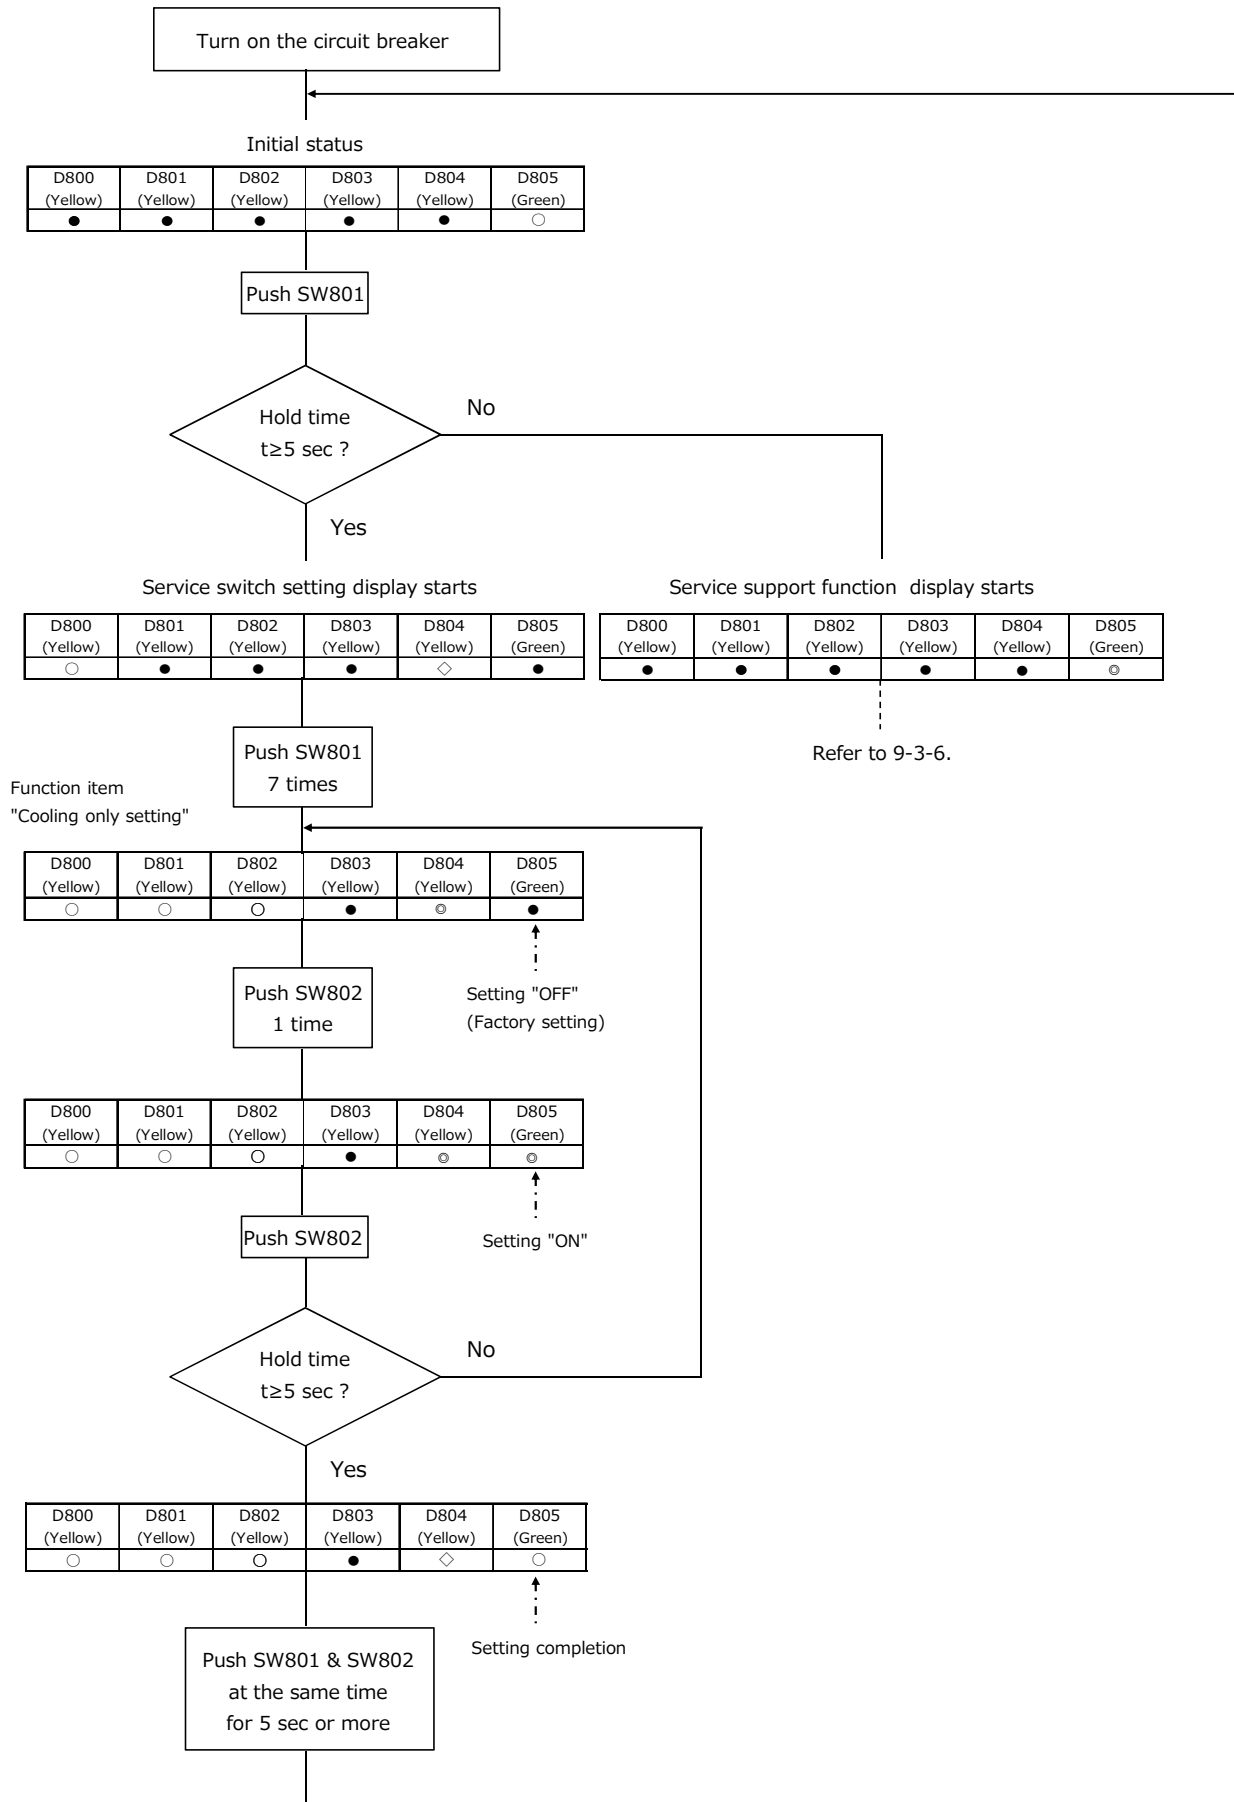 Turn on the circuit breaker
Initial status
D800 D801 D802 D803 D804 D805
(Yellow) (Yellow) (Yellow) (Yellow) (Yellow) (Green)
● ● ● ● ● ○
Push SW801
Hold time
t≥5 sec ?
No
Yes
Service switch setting display starts
D800 D801 D802 D803 D804 D805
(Yellow) (Yellow) (Yellow) (Yellow) (Yellow) (Green)
○ ● ● ● ◇ ●
Service support function display starts
D800 D801 D802 D803 D804 D805
(Yellow) (Yellow) (Yellow) (Yellow) (Yellow) (Green)
● ● ● ● ● ◎
Refer to 9-3-6.
Push SW801
7 times
Function item
"Cooling only setting"
D800 D801 D802 D803 D804 D805
(Yellow) (Yellow) (Yellow) (Yellow) (Yellow) (Green)
○ ○ ○ ● ◎ ●
Push SW802
1 time
Setting "OFF"
(Factory setting)
D800 D801 D802 D803 D804 D805
(Yellow) (Yellow) (Yellow) (Yellow) (Yellow) (Green)
○ ○ ○ ● ◎ ◎
Push SW802
Setting "ON"
Hold time
t≥5 sec ?
No
Yes
D800 D801 D802 D803 D804 D805
(Yellow) (Yellow) (Yellow) (Yellow) (Yellow) (Green)
○ ○ ○ ● ◇ ○
Setting completion
Push SW801 & SW802
at the same time
for 5 sec or more